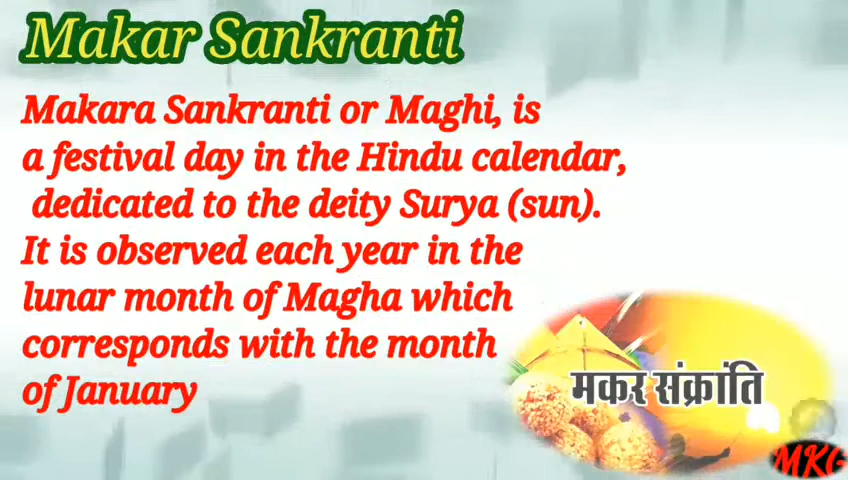 Makar Sankranti
Makara Sankranti or Maghi, is
a festival day in the Hindu calendar,
dedicated to the deity Surya (sun).
It is observed each year in the
lunar month of Magha which
corresponds with the month
of January
मकर संक्रांति
MKG